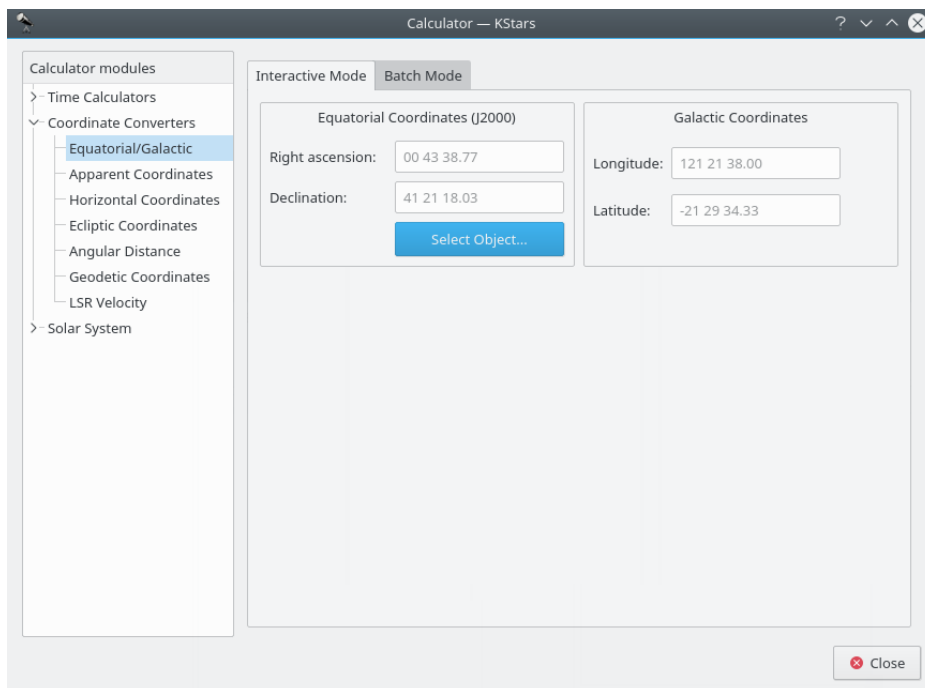 Calculator — KStars
Calculator modules
Time Calculators
Coordinate Converters
Equatorial/Galactic
Apparent Coordinates
Horizontal Coordinates
Ecliptic Coordinates
Angular Distance
Geodetic Coordinates
LSR Velocity
Solar System
Interactive Mode
Batch Mode
Equatorial Coordinates (J2000)
Right ascension: 00 43 38.77
Declination: 41 21 18.03
Select Object...
Galactic Coordinates
Longitude: 121 21 38.00
Latitude: -21 29 34.33
Close